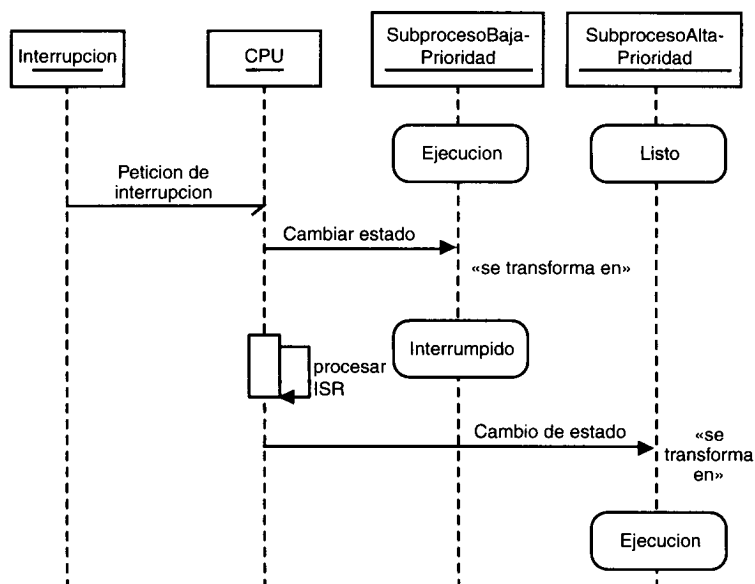 Interrupcion
CPU
SubprocesoBaja-
Prioridad
SubprocesoAlta-
Prioridad
Ejecucion
Listo
Peticion de
interrupcion
Cambiar estado
«se transforma en»
Interrumpido
procesar
ISR
Cambio de estado
«se
transforma
en»
Ejecucion